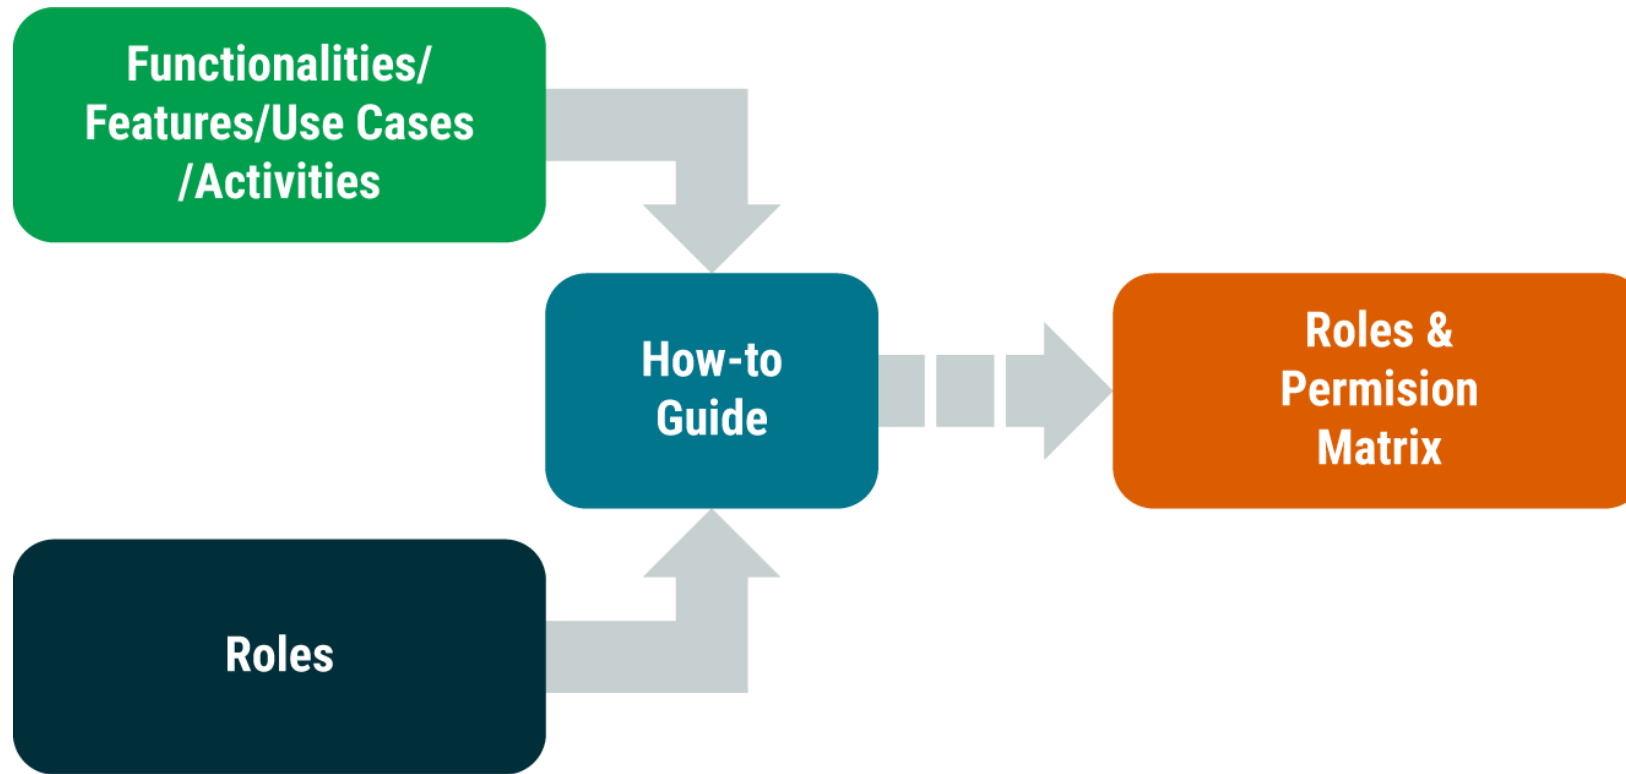 Functionalities/
Features/Use Cases
/Activities
How-to
Guide
Roles &
Permision
Matrix
Roles